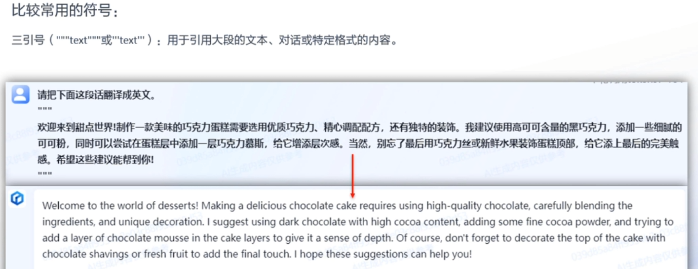 比较常用的符号：
三引号（"""text"""或'''text'''）：用于引用大段的文本、对话或特定格式的内容。
请把下面这段话翻译成英文。
"""
欢迎来到甜点世界!制作一款美味的巧克力蛋糕需要选用优质巧克力、精心调配配方，还有独特的装饰。我建议使用高可可含量的黑巧克力，添加一些细腻的
可可粉，同时可以尝试在蛋糕层中添加一层巧克力慕斯，给它增添层次感。当然，别忘了最后用巧克力丝或新鲜水果装饰蛋糕顶部，给它添上最后的完美触
感。希望这些建议能帮到你!
"""
Welcome to the world of desserts! Making a delicious chocolate cake requires using high-quality chocolate, carefully blending the
ingredients, and unique decoration. I suggest using dark chocolate with high cocoa content, adding some fine cocoa powder, and trying to
add a layer of chocolate mousse in the cake layers to give it a sense of depth. Of course, don't forget to decorate the top of the cake with
chocolate shavings or fresh fruit to add the final touch. I hope these suggestions can help you!